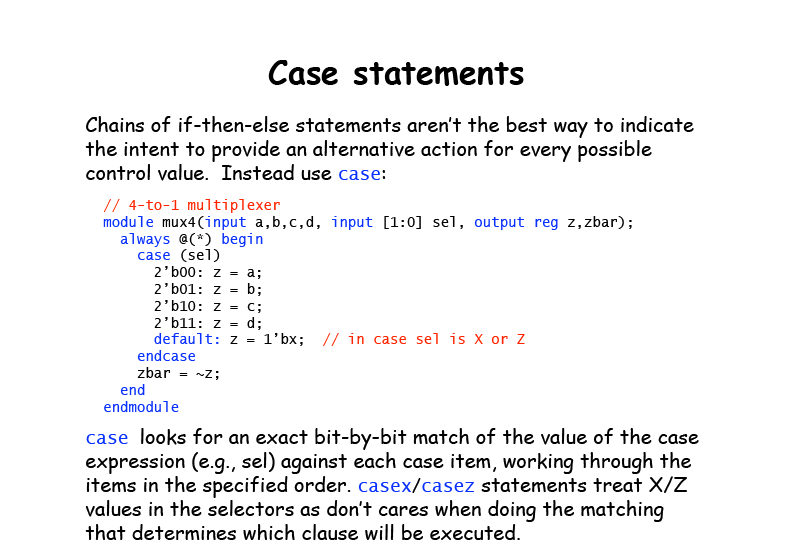 Case statements
Chains of if-then-else statements aren't the best way to indicate
the intent to provide an alternative action for every possible
control value.  Instead use case:
// 4-to-1 multiplexer
module mux4(input a,b,c,d, input [1:0] sel, output reg z,zbar);
  always @(*) begin
    case (sel)
      2’b00: z = a;
      2’b01: z = b;
      2’b10: z = c;
      2’b11: z = d;
      default: z = 1’bx;  // in case sel is X or Z
    endcase
    zbar = ~z;
  end
endmodule
case looks for an exact bit-by-bit match of the value of the case
expression (e.g., sel) against each case item, working through the
items in the specified order. casex/casez statements treat X/Z
values in the selectors as don't cares when doing the matching
that determines which clause will be executed.